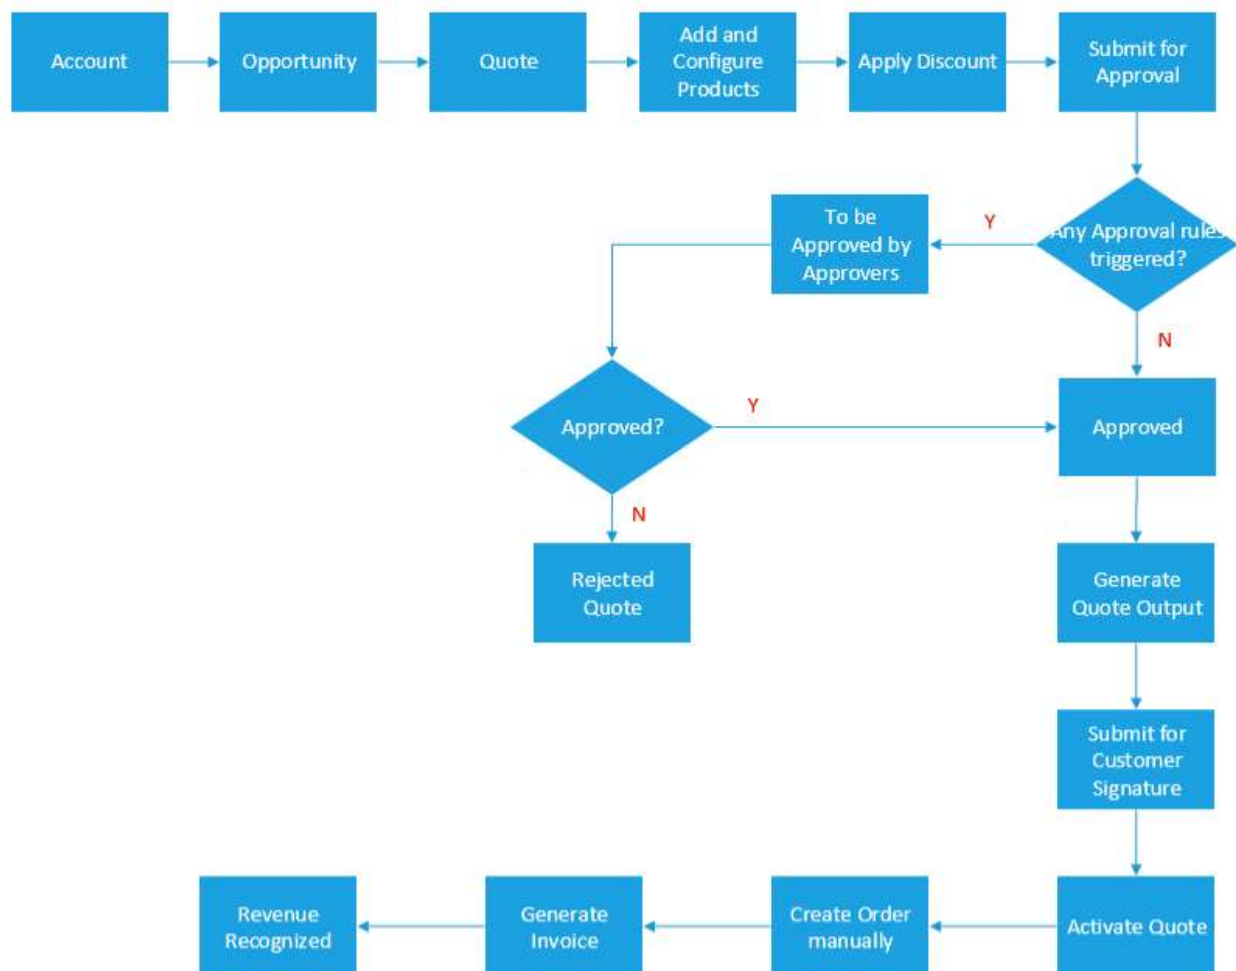 Account
Opportunity
Quote
Add and
Configure
Products
Apply Discount
Submit for
Approval
To be
Approved by
Approvers
Y
Any Approval rules
triggered?
N
Approved?
Y
Approved
N
Rejected
Quote
Generate
Quote Output
Submit for
Customer
Signature
Revenue
Recognized
Generate
Invoice
Create Order
manually
Activate Quote